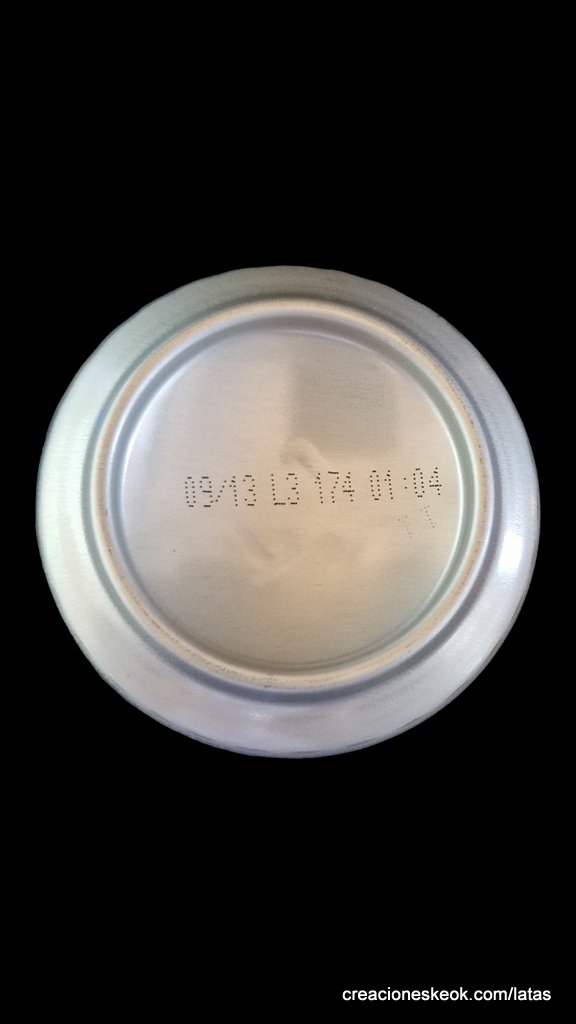 09/13 L3 174 01:04
creacioneskeok.com/latas